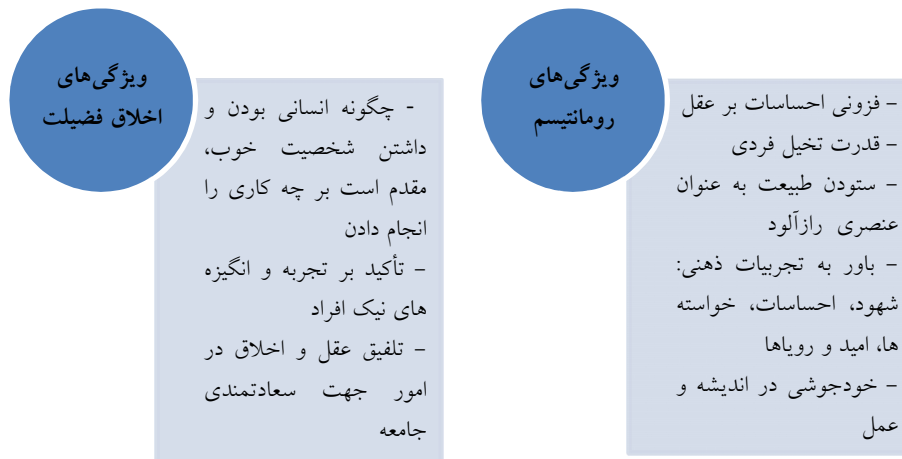 ویژگی‌های
رومانتیسم
- فزونی احساسات بر عقل
- قدرت تخیل فردی
- ستودن طبیعت به عنوان
عنصری رازآلود
- باور به تجربیات ذهنی:
شهود، احساسات، خواسته
ها، امید و رویاها
- خودجوشی در اندیشه و
عمل
ویژگی‌های
اخلاق فضیلت
- چگونه انسانی بودن و
داشتن شخصیت خوب،
مقدم است بر چه کاری را
انجام دادن
- تأکید بر تجربه و انگیزه
های نیک افراد
- تلفیق عقل و اخلاق در
امور جهت سعادتمندی
جامعه